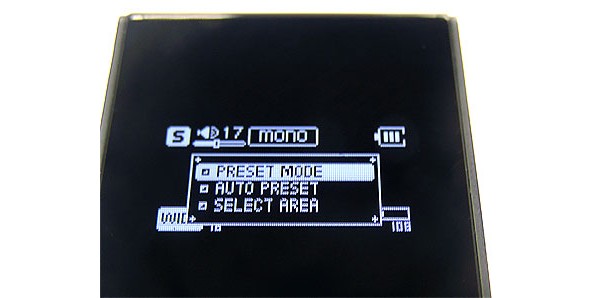 S 17 mono
PRESET MODE
AUTO PRESET
SELECT AREA
108